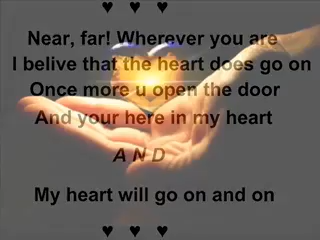 ♥ ♥ ♥
Near, far! Wherever you are
I belive that the heart does go on
Once more u open the door
And your here in my heart
A N D
My heart will go on and on
♥ ♥ ♥